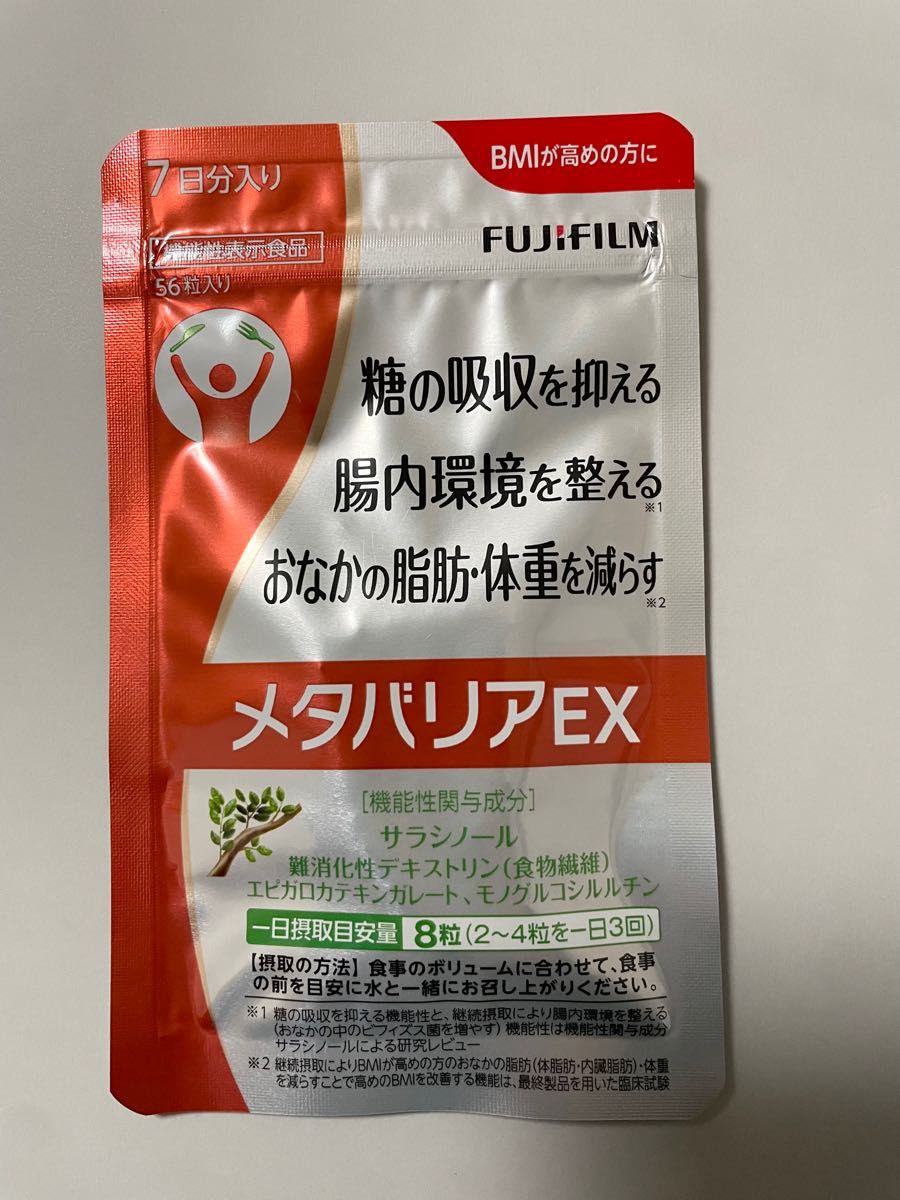 7日分入り
BMIが高めの方に
機能性表示食品
FUJIFILM
56粒入り
糖の吸収を抑える
腸内環境を整える
※1
おなかの脂肪・体重を減らす
※2
メタバリアEX
[機能性関与成分]
サラシノール
難消化性デキストリン(食物繊維)
エピガロカテキンガレート、モノグルコシルルチン
一日摂取目安量 8粒(2〜4粒を一日3回)
【摂取の方法】食事のボリュームに合わせて、食事
の前を目安に水と一緒にお召し上がりください。
※1 糖の吸収を抑える機能性と、継続摂取により腸内環境を整える
(おなかの中のビフィズス菌を増やす)機能性は機能性関与成分
サラシノールによる研究レビュー
※2 継続摂取によりBMIが高めの方のおなかの脂肪(体脂肪・内臓脂肪)・体重
を減らすことで高めのBMIを改善する機能は、最終製品を用いた臨床試験